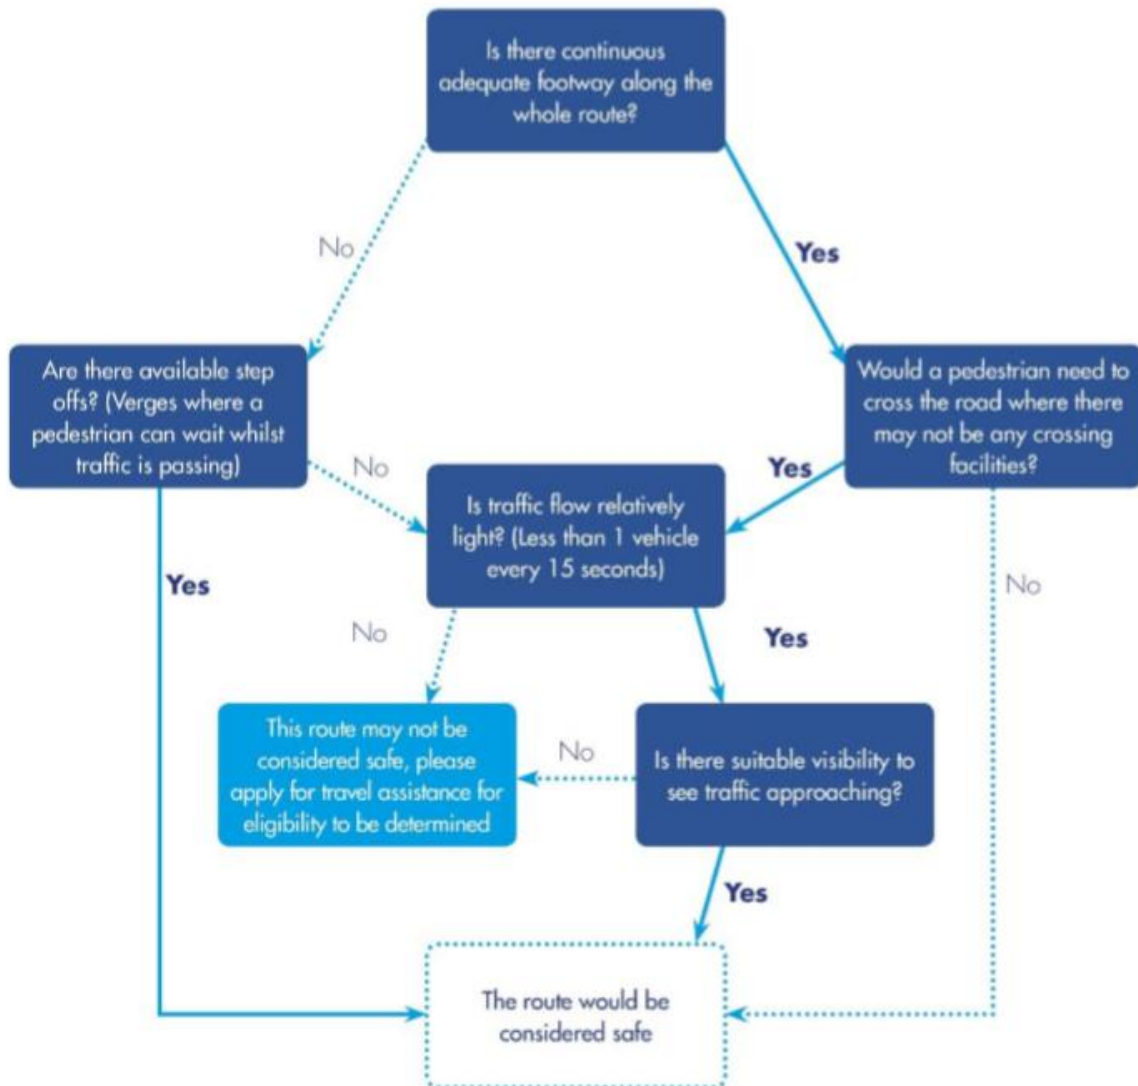 Is there continuous
adequate footway along the
whole route?
No
Yes
Are there available step
offs? (Verges where a
pedestrian can wait whilst
traffic is passing)
Would a pedestrian need to
cross the road where there
may not be any crossing
facilities?
No
Yes
Is traffic flow relatively
light? (Less than 1 vehicle
every 15 seconds)
Yes
No
No
Yes
This route may not be
considered safe, please
apply for travel assistance for
eligibility to be determined
No
Is there suitable visibility to
see traffic approaching?
Yes
The route would be
considered safe